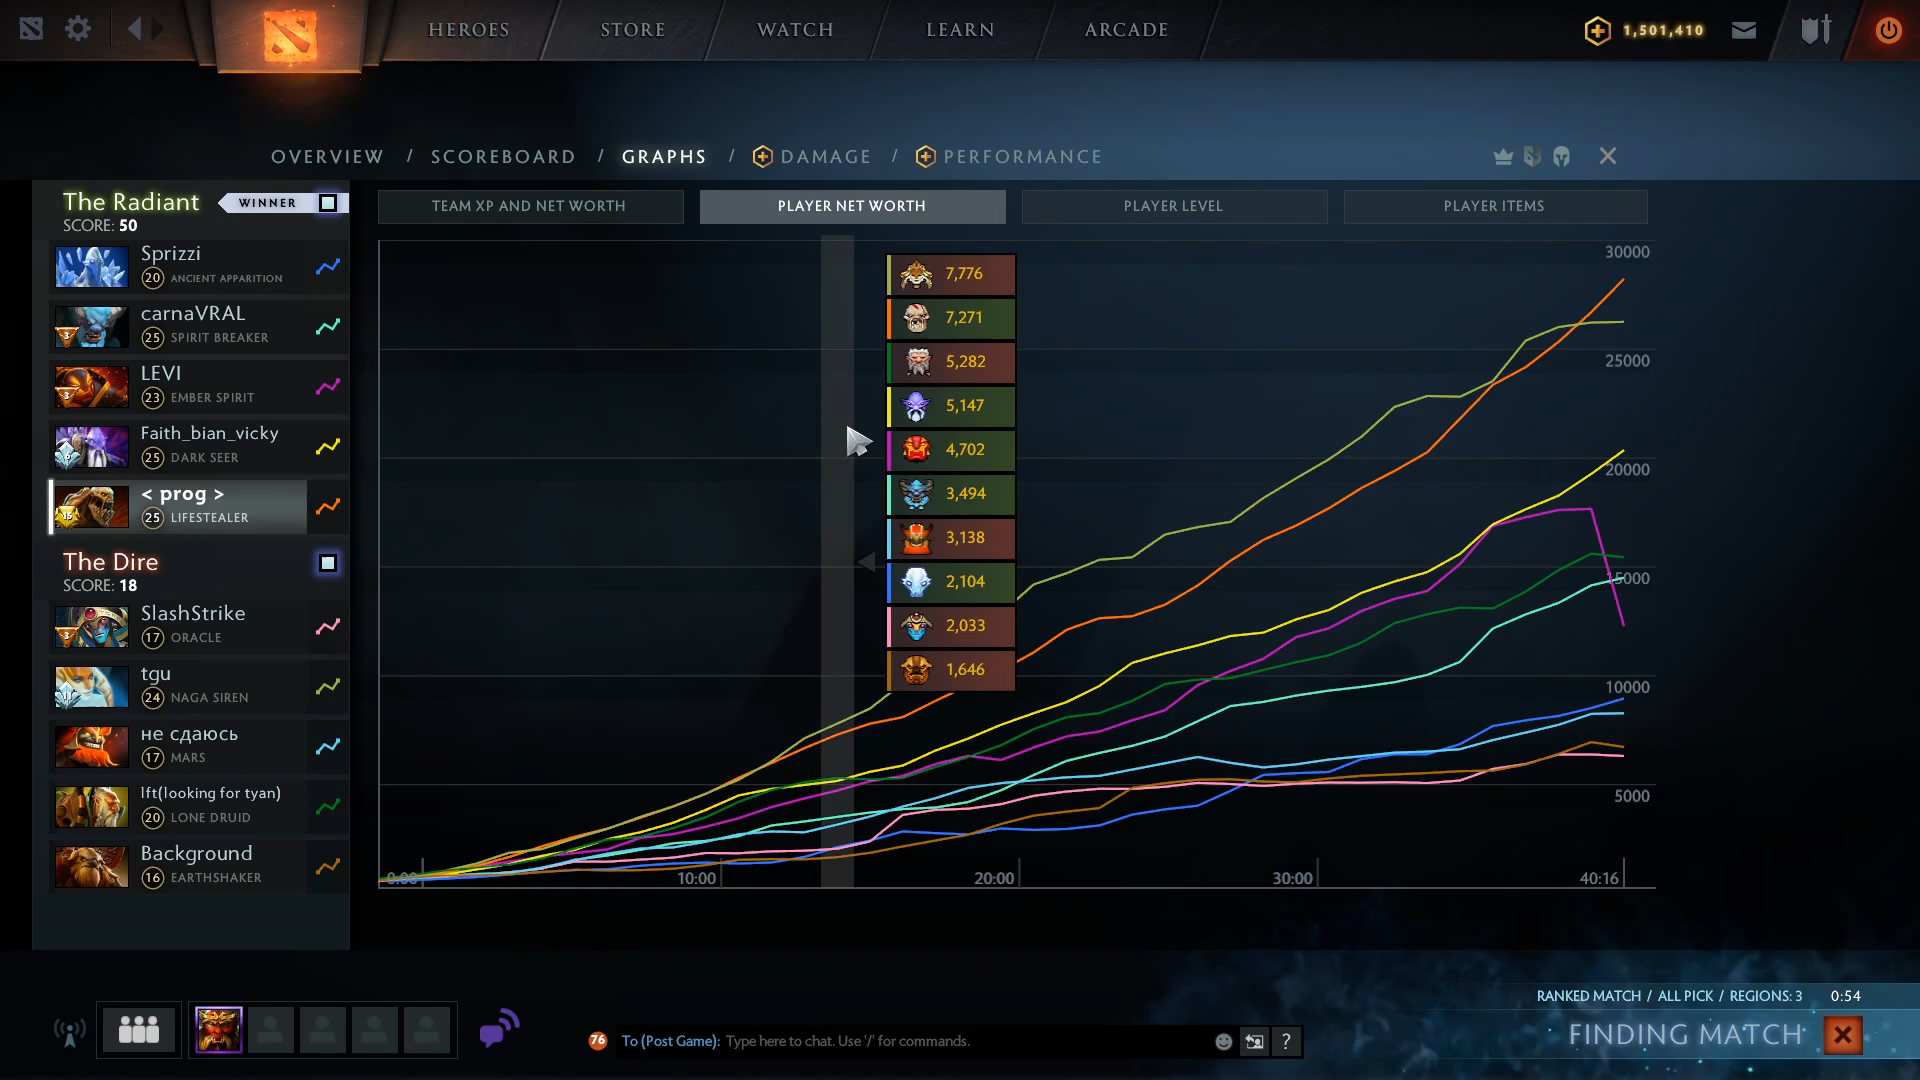 HEROES
STORE
WATCH
LEARN
ARCADE
1,501,410
OVERVIEW / SCOREBOARD / GRAPHS / DAMAGE / PERFORMANCE
The Radiant
WINNER
SCORE: 50
Sprizzi
20 ANCIENT APPARITION
carnaVRAL
3
25 SPIRIT BREAKER
LEVI
3
23 EMBER SPIRIT
Faith_bian_vicky
25 DARK SEER
< prog >
15
25 LIFESTEALER
The Dire
SCORE: 18
SlashStrike
3
17 ORACLE
tgu
24 NAGA SIREN
не сдаюсь
17 MARS
lft(looking for tyan)
20 LONE DRUID
Background
16 EARTHSHAKER
TEAM XP AND NET WORTH
PLAYER NET WORTH
PLAYER LEVEL
PLAYER ITEMS
7,776
7,271
5,282
5,147
4,702
3,494
3,138
2,104
2,033
1,646
30000
25000
20000
15000
10000
5000
0:00
10:00
20:00
30:00
40:16
RANKED MATCH / ALL PICK / REGIONS: 3 0:54
FINDING MATCH
76
To (Post Game): Type here to chat. Use '/' for commands.
?